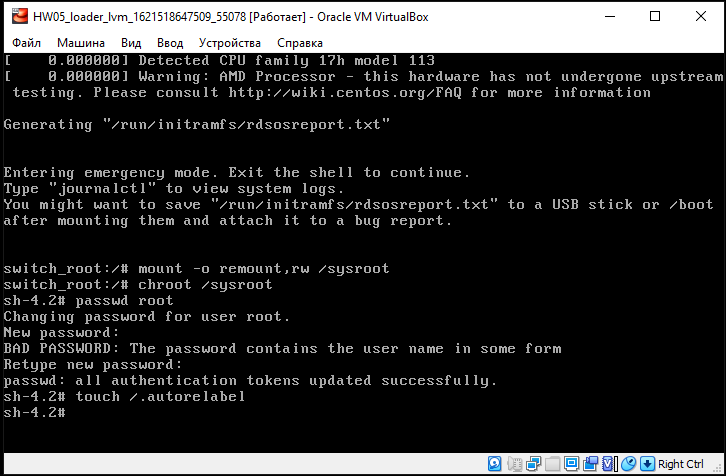 HW05_loader_lvm_1621518647509_55078 [Работает] - Oracle VM VirtualBox
Файл Машина Вид Ввод Устройства Справка
[    0.000000] Detected CPU family 17h model 113
[    0.000000] Warning: AMD Processor - this hardware has not undergone upstream
 testing. Please consult http://wiki.centos.org/FAQ for more information
Generating "/run/initramfs/rdsosreport.txt"
Entering emergency mode. Exit the shell to continue.
Type "journalctl" to view system logs.
You might want to save "/run/initramfs/rdsosreport.txt" to a USB stick or /boot
after mounting them and attach it to a bug report.
switch_root:/# mount -o remount,rw /sysroot
switch_root:/# chroot /sysroot
sh-4.2# passwd root
Changing password for user root.
New password:
BAD PASSWORD: The password contains the user name in some form
Retype new password:
passwd: all authentication tokens updated successfully.
sh-4.2# touch /.autorelabel
sh-4.2#
Right Ctrl